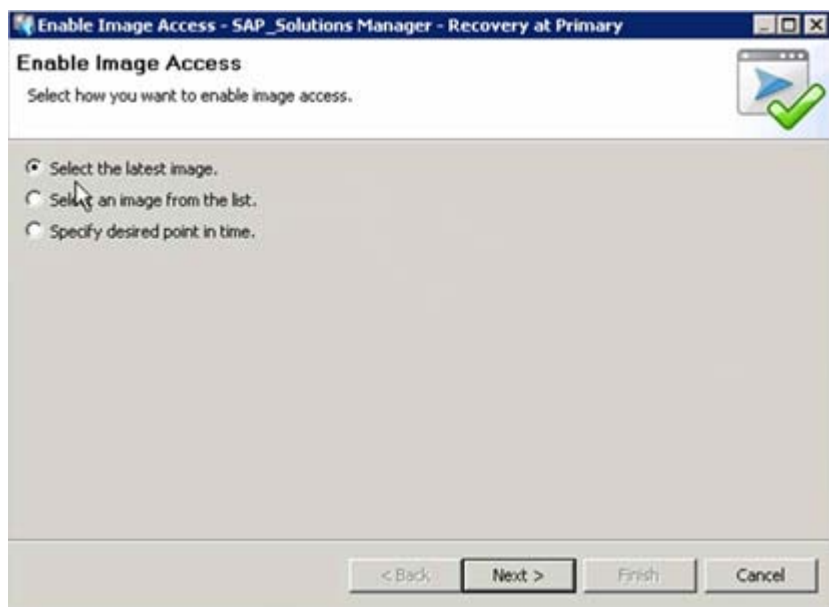 Enable Image Access - SAP_Solutions Manager - Recovery at Primary
Enable Image Access
Select how you want to enable image access.
Select the latest image.
Select an image from the list.
Specify desired point in time.
< Back
Next >
Finish
Cancel